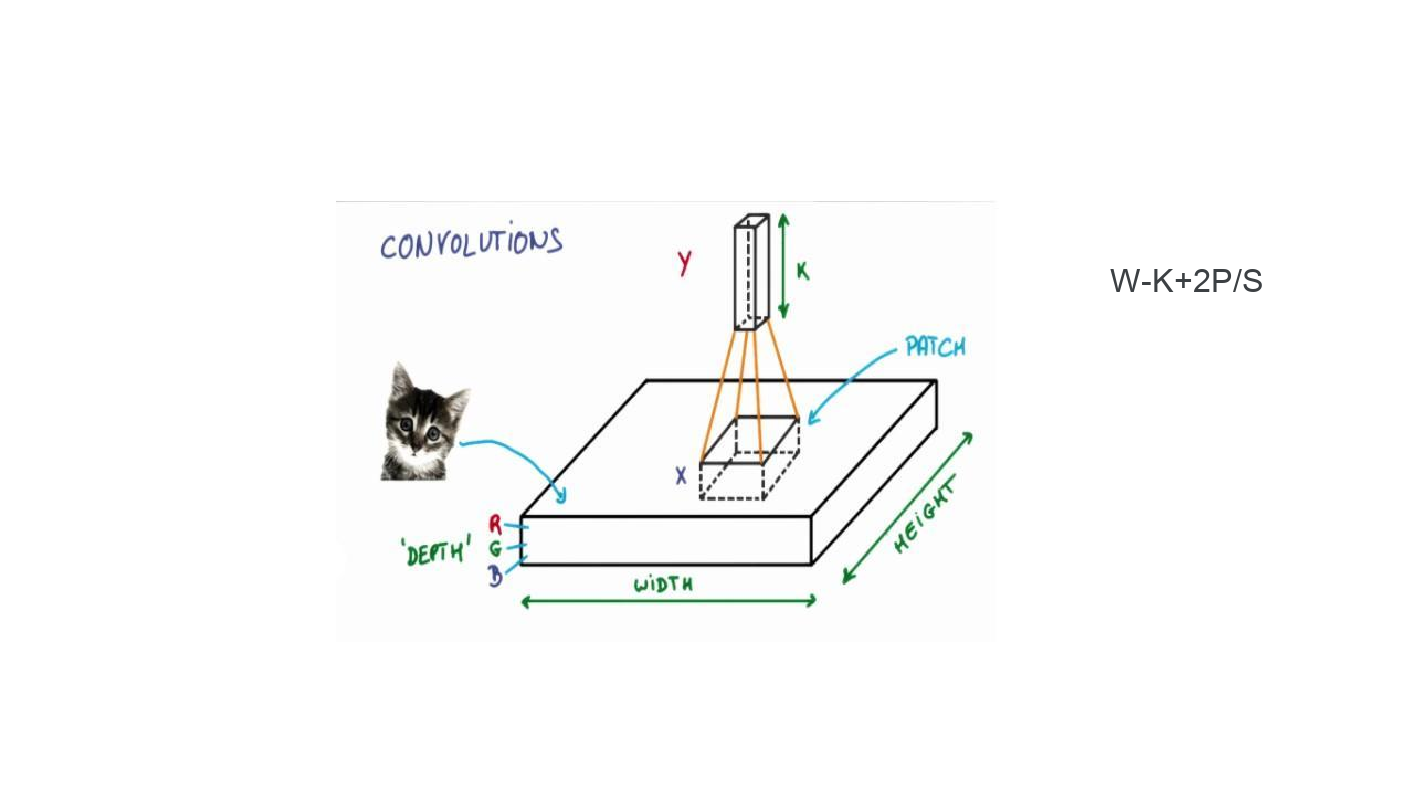 CONVOLUTIONS
Y
K
W-K+2P/S
PATCH
X
R
'DEPTH' G
B
HEIGHT
WIDTH